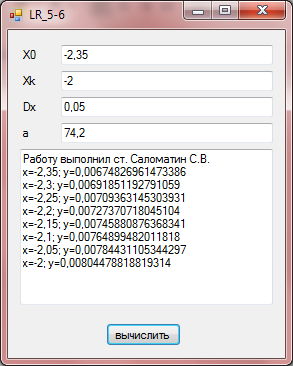 LR_5-6
X0 -2,35
Xk -2
Dx 0,05
a 74,2
Работу выполнил ст. Саломатин С.В.
x=-2,35; y=0,00674826961473386
x=-2,3; y=0,00691851192791059
x=-2,25; y=0,00709363145303931
x=-2,2; y=0,00727370718045104
x=-2,15; y=0,00745880876368341
x=-2,1; y=0,00764899482011818
x=-2,05; y=0,00784431105344297
x=-2; y=0,00804478818819314
вычислить